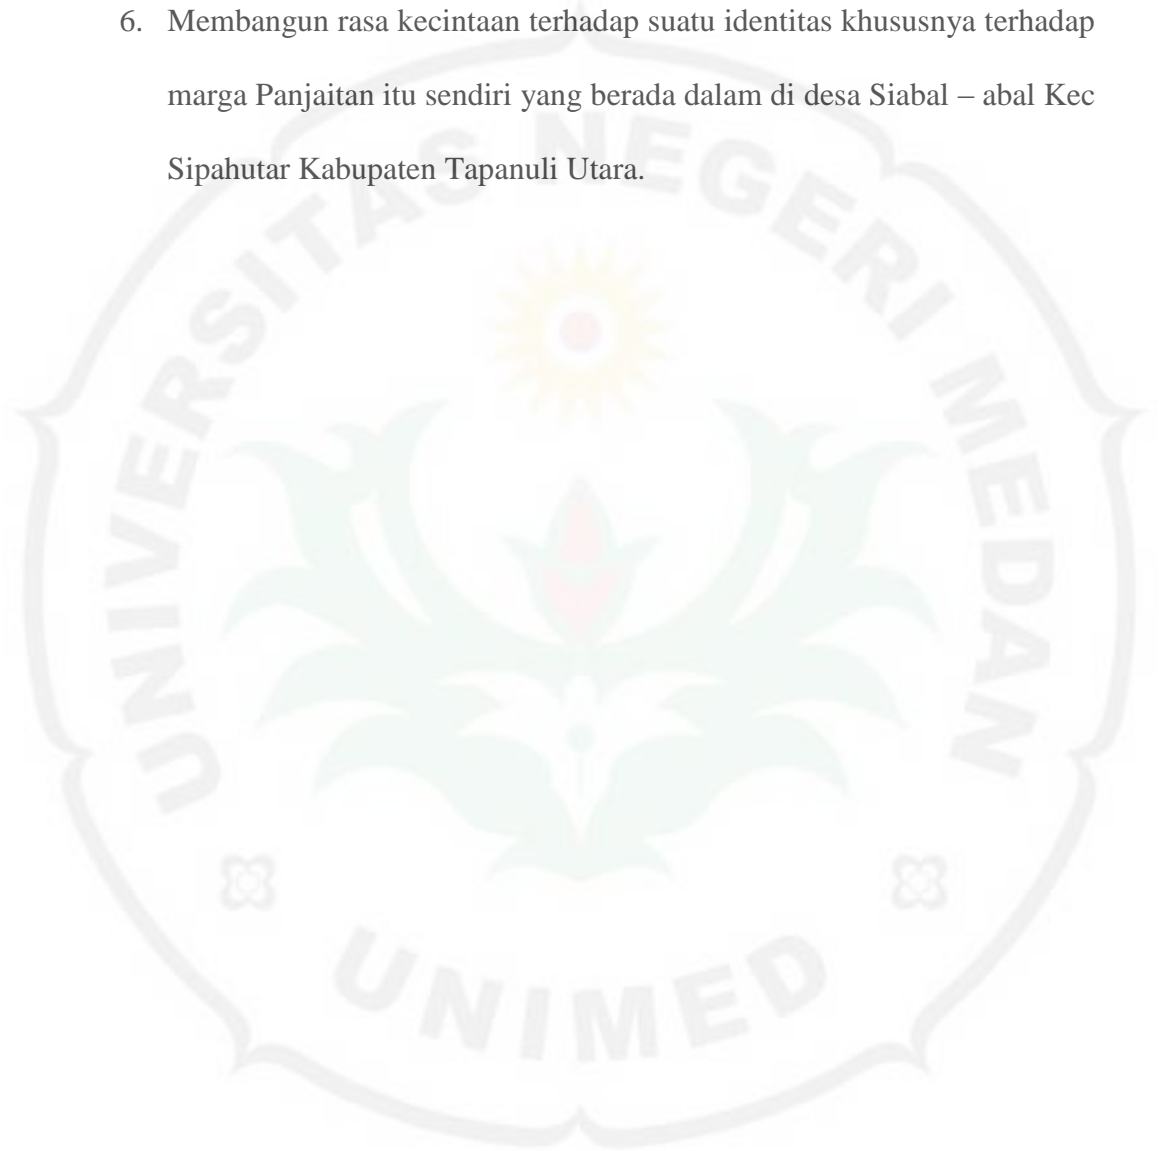 6. Membangun rasa kecintaan terhadap suatu identitas khususnya terhadap
marga Panjaitan itu sendiri yang berada dalam di desa Siabal – abal Kec
Sipahutar Kabupaten Tapanuli Utara.
UNIVERSITAS NEGERI MEDAN
UNIMED